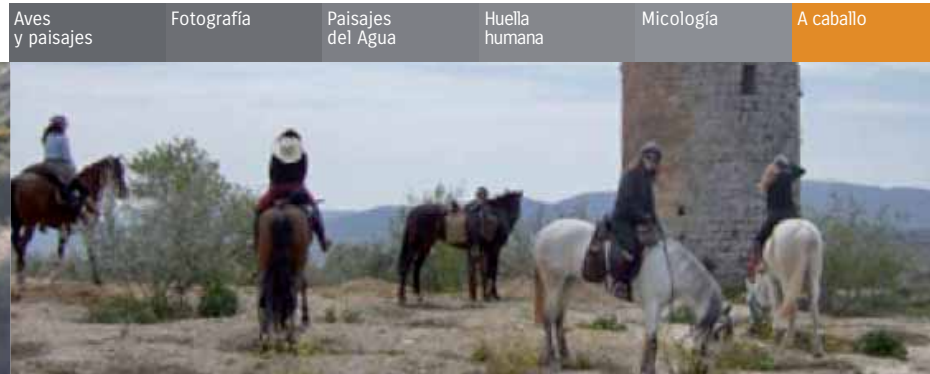 Aves
y paisajes
Fotografía
Paisajes
del Agua
Huella
humana
Micología
A caballo